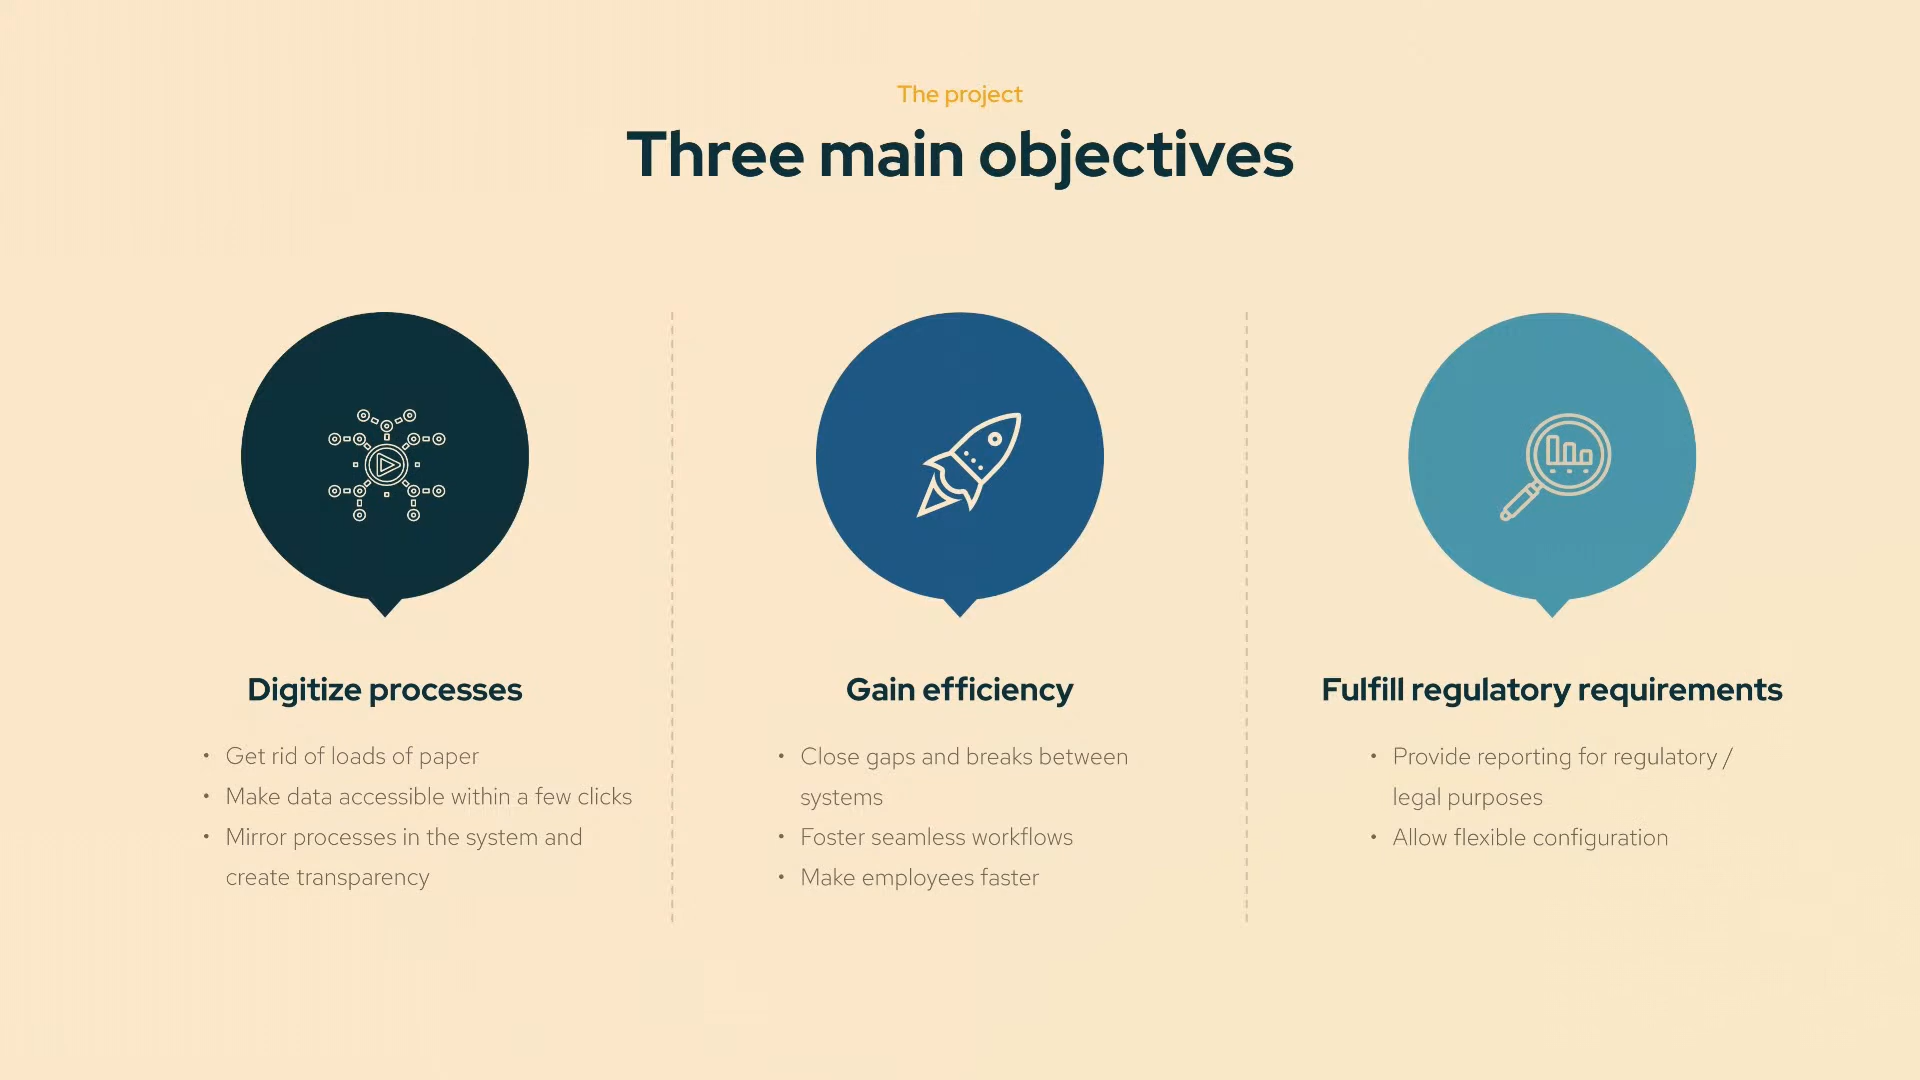 The project
Three main objectives
Digitize processes
• Get rid of loads of paper
• Make data accessible within a few clicks
• Mirror processes in the system and
create transparency
Gain efficiency
• Close gaps and breaks between
systems
• Foster seamless workflows
• Make employees faster
Fulfill regulatory requirements
• Provide reporting for regulatory /
legal purposes
• Allow flexible configuration